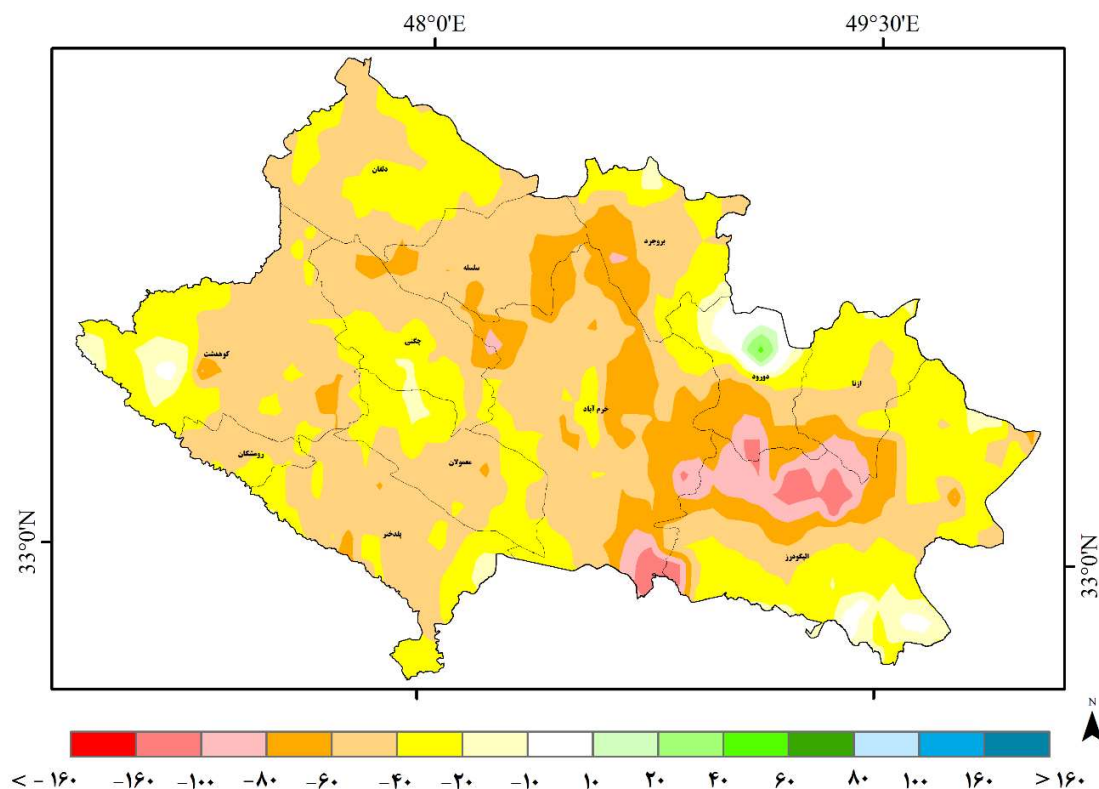 48°0'E 49°30'E
دلفان
بروجرد
سلسله
چگنی
کوهدشت
دورود
ازنا
خرم آباد
رومشکان
معمولان
پلدختر
الیگودرز
33°0'N 33°0'N
N
< -۱۶۰ -۱۶۰ -۱۰۰ -۸۰ -۶۰ -۴۰ -۲۰ -۱۰ ۱۰ ۲۰ ۴۰ ۶۰ ۸۰ ۱۰۰ ۱۶۰ > ۱۶۰